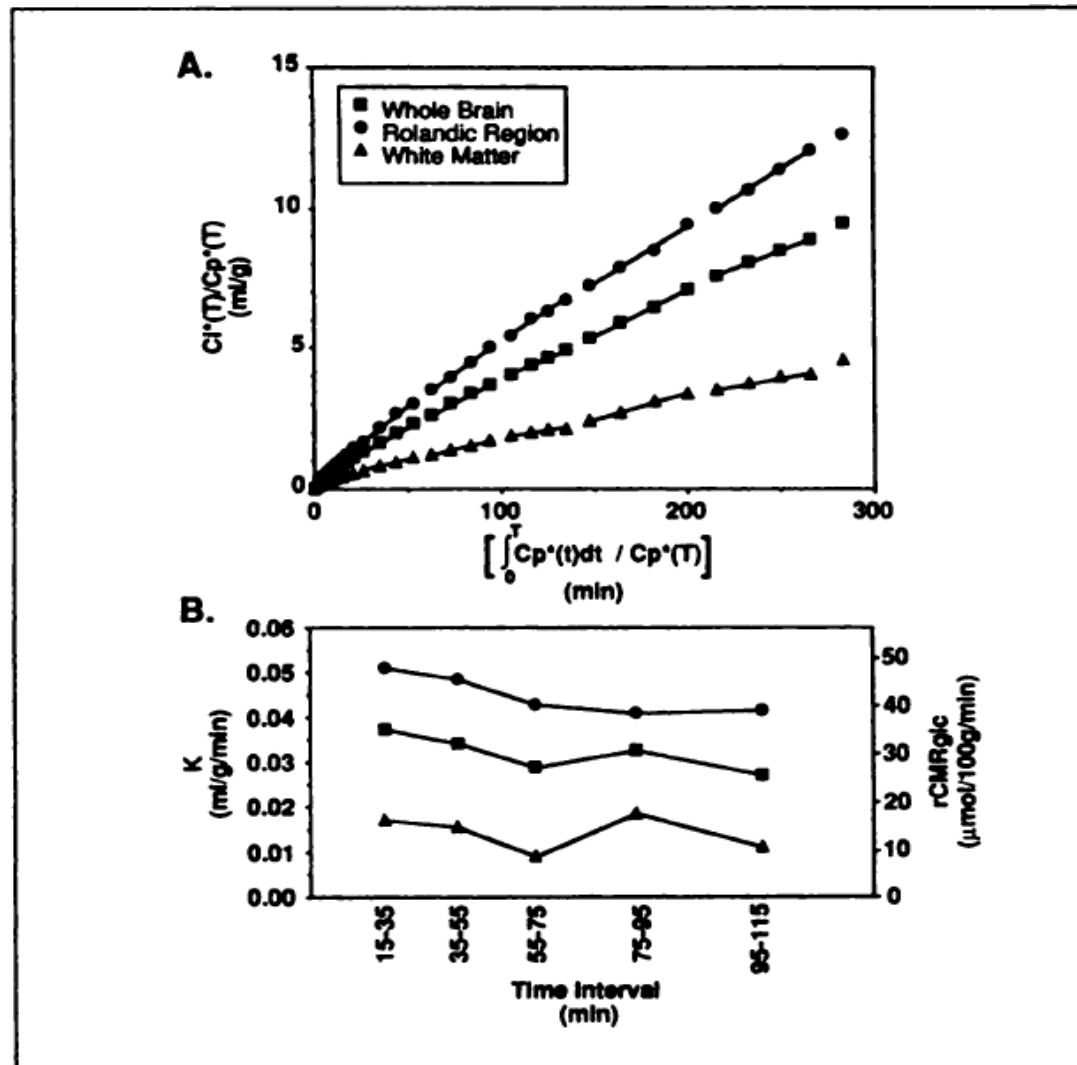 A.
15
10
5
0
Whole Brain
Rolandic Region
White Matter
Ci*(T)/Cp*(T)
(ml/g)
0
100
200
300
[ ∫₀ᵀ Cp*(t)dt / Cp*(T) ]
(min)
B.
0.06
0.05
0.04
0.03
0.02
0.01
0.00
K
(ml/g/min)
50
40
30
20
10
0
rCMRglc
(μmol/100g/min)
15-35
35-55
55-75
75-95
95-115
Time Interval
(min)